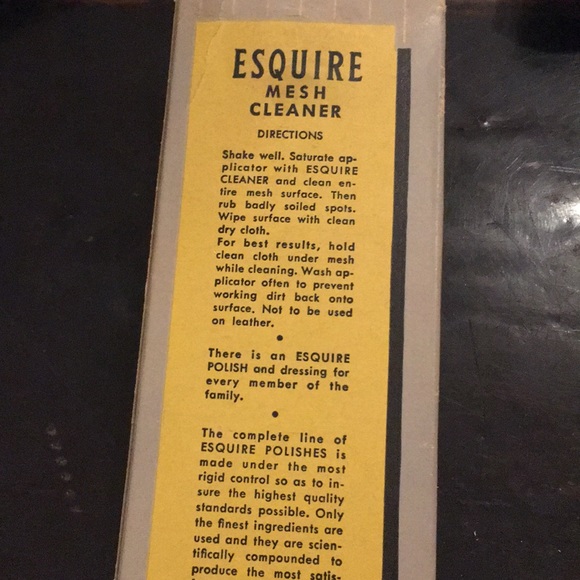 ESQUIRE
MESH
CLEANER
DIRECTIONS
Shake well. Saturate ap-
plicator with ESQUIRE
CLEANER and clean en-
tire mesh surface. Then
rub badly soiled spots.
Wipe surface with clean
dry cloth.
For best results, hold
clean cloth under mesh
while cleaning. Wash ap-
plicator often to prevent
working dirt back onto
surface. Not to be used
on leather.
•
There is an ESQUIRE
POLISH and dressing for
every member of the
family.
•
The complete line of
ESQUIRE POLISHES is
made under the most
rigid control so as to in-
sure the highest quality
standards possible. Only
the finest ingredients are
used and they are scien-
tifically compounded to
produce the most satis-